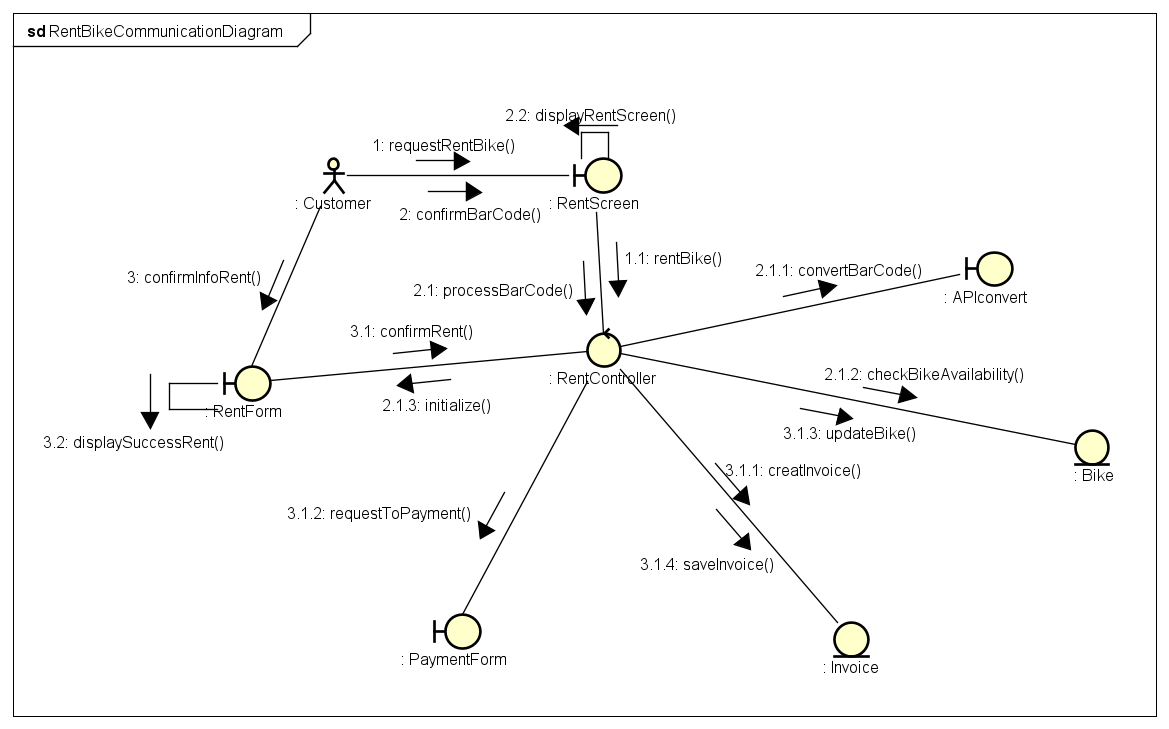 sd RentBikeCommunicationDiagram
2.2: displayRentScreen()
1: requestRentBike()
: Customer
: RentScreen
2: confirmBarCode()
1.1: rentBike()
3: confirmInfoRent()
2.1: processBarCode()
2.1.1: convertBarCode()
: APIconvert
3.1: confirmRent()
: RentController
2.1.2: checkBikeAvailability()
: RentForm
2.1.3: initialize()
3.1.3: updateBike()
3.2: displaySuccessRent()
3.1.1: creatInvoice()
: Bike
3.1.2: requestToPayment()
3.1.4: saveInvoice()
: PaymentForm
: Invoice